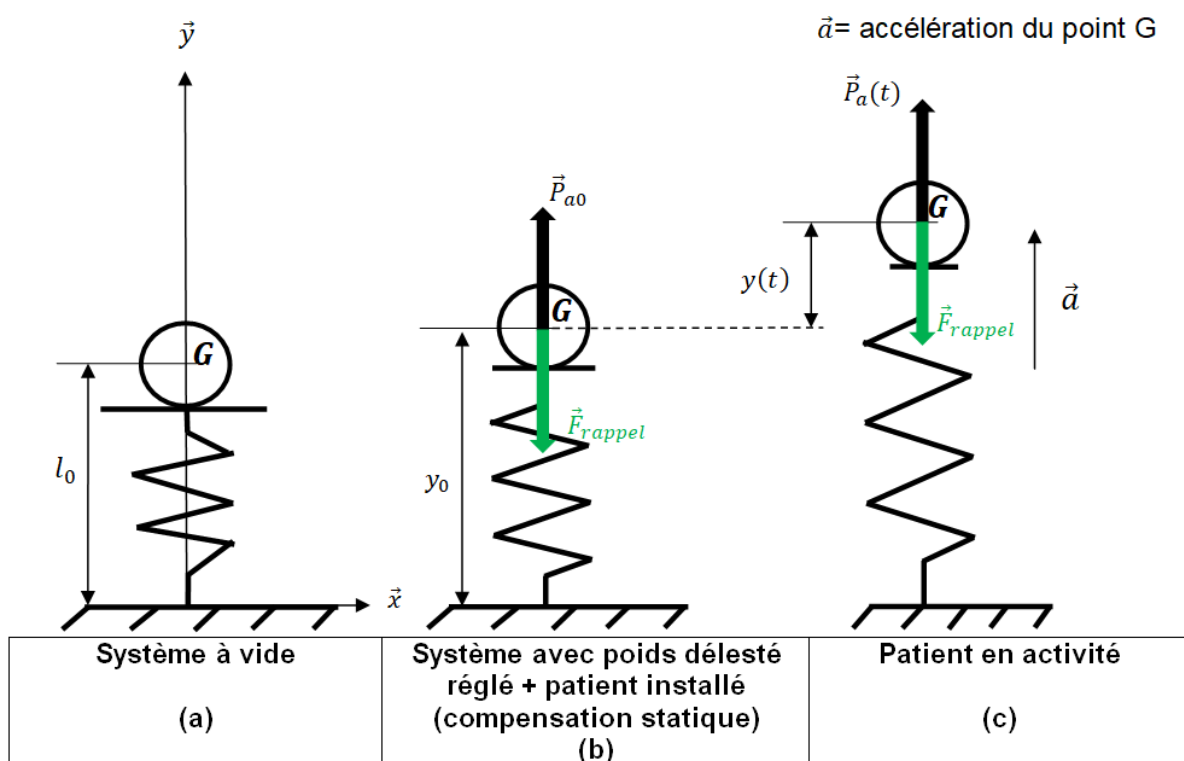 a⃗= accélération du point G
y⃗
P⃗ₐ(t)
P⃗ₐ₀
G
G
G
y(t)
a⃗
F⃗rappel
F⃗rappel
l₀
y₀
x⃗
Système à vide
(a)
Système avec poids délesté
réglé + patient installé
(compensation statique)
(b)
Patient en activité
(c)